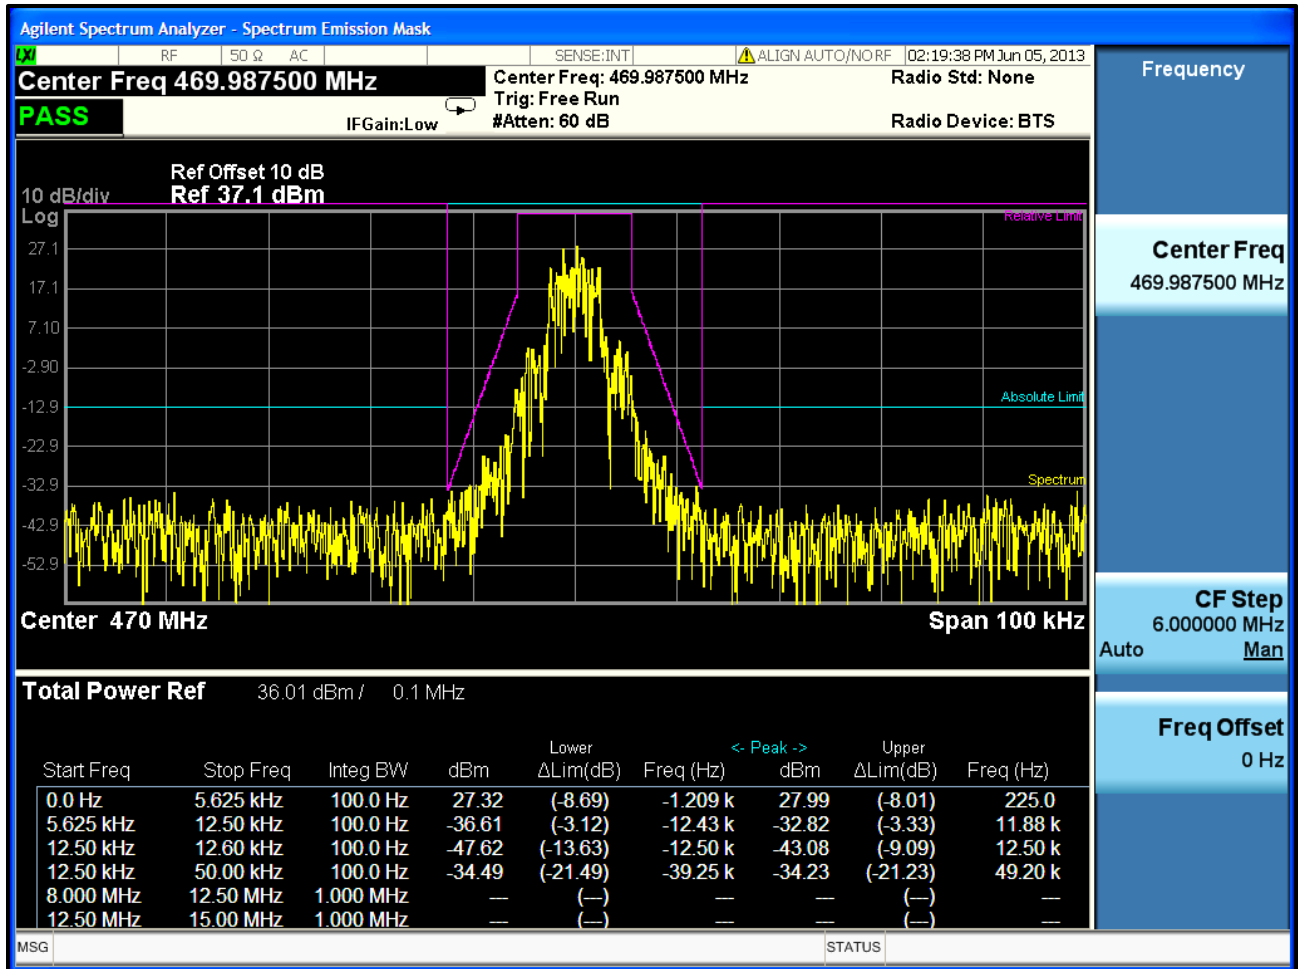 Agilent Spectrum Analyzer - Spectrum Emission Mask
LXI RF 50 Ω AC SENSE:INT ALIGN AUTO/NO RF 02:19:38 PM Jun 05, 2013
Center Freq 469.987500 MHz
Center Freq: 469.987500 MHz Radio Std: None
Trig: Free Run
PASS IFGain:Low #Atten: 60 dB Radio Device: BTS
Ref Offset 10 dB
10 dB/div Ref 37.1 dBm
Log
Relative Limit
27.1
17.1
7.10
-2.90
Absolute Limit
-12.9
-22.9
-32.9
Spectrum
-42.9
-52.9
Center 470 MHz Span 100 kHz
Total Power Ref 36.01 dBm / 0.1 MHz
Lower <- Peak -> Upper
Start Freq Stop Freq Integ BW dBm ΔLim(dB) Freq (Hz) dBm ΔLim(dB) Freq (Hz)
0.0 Hz 5.625 kHz 100.0 Hz 27.32 (-8.69) -1.209 k 27.99 (-8.01) 225.0
5.625 kHz 12.50 kHz 100.0 Hz -36.61 (-3.12) -12.43 k -32.82 (-3.33) 11.88 k
12.50 kHz 12.60 kHz 100.0 Hz -47.62 (-13.63) -12.50 k -43.08 (-9.09) 12.50 k
12.50 kHz 50.00 kHz 100.0 Hz -34.49 (-21.49) -39.25 k -34.23 (-21.23) 49.20 k
8.000 MHz 12.50 MHz 1.000 MHz --- (---) --- --- (---) ---
12.50 MHz 15.00 MHz 1.000 MHz --- (---) --- --- (---) ---
MSG STATUS
Frequency
Center Freq
469.987500 MHz
CF Step
6.000000 MHz
Auto Man
Freq Offset
0 Hz